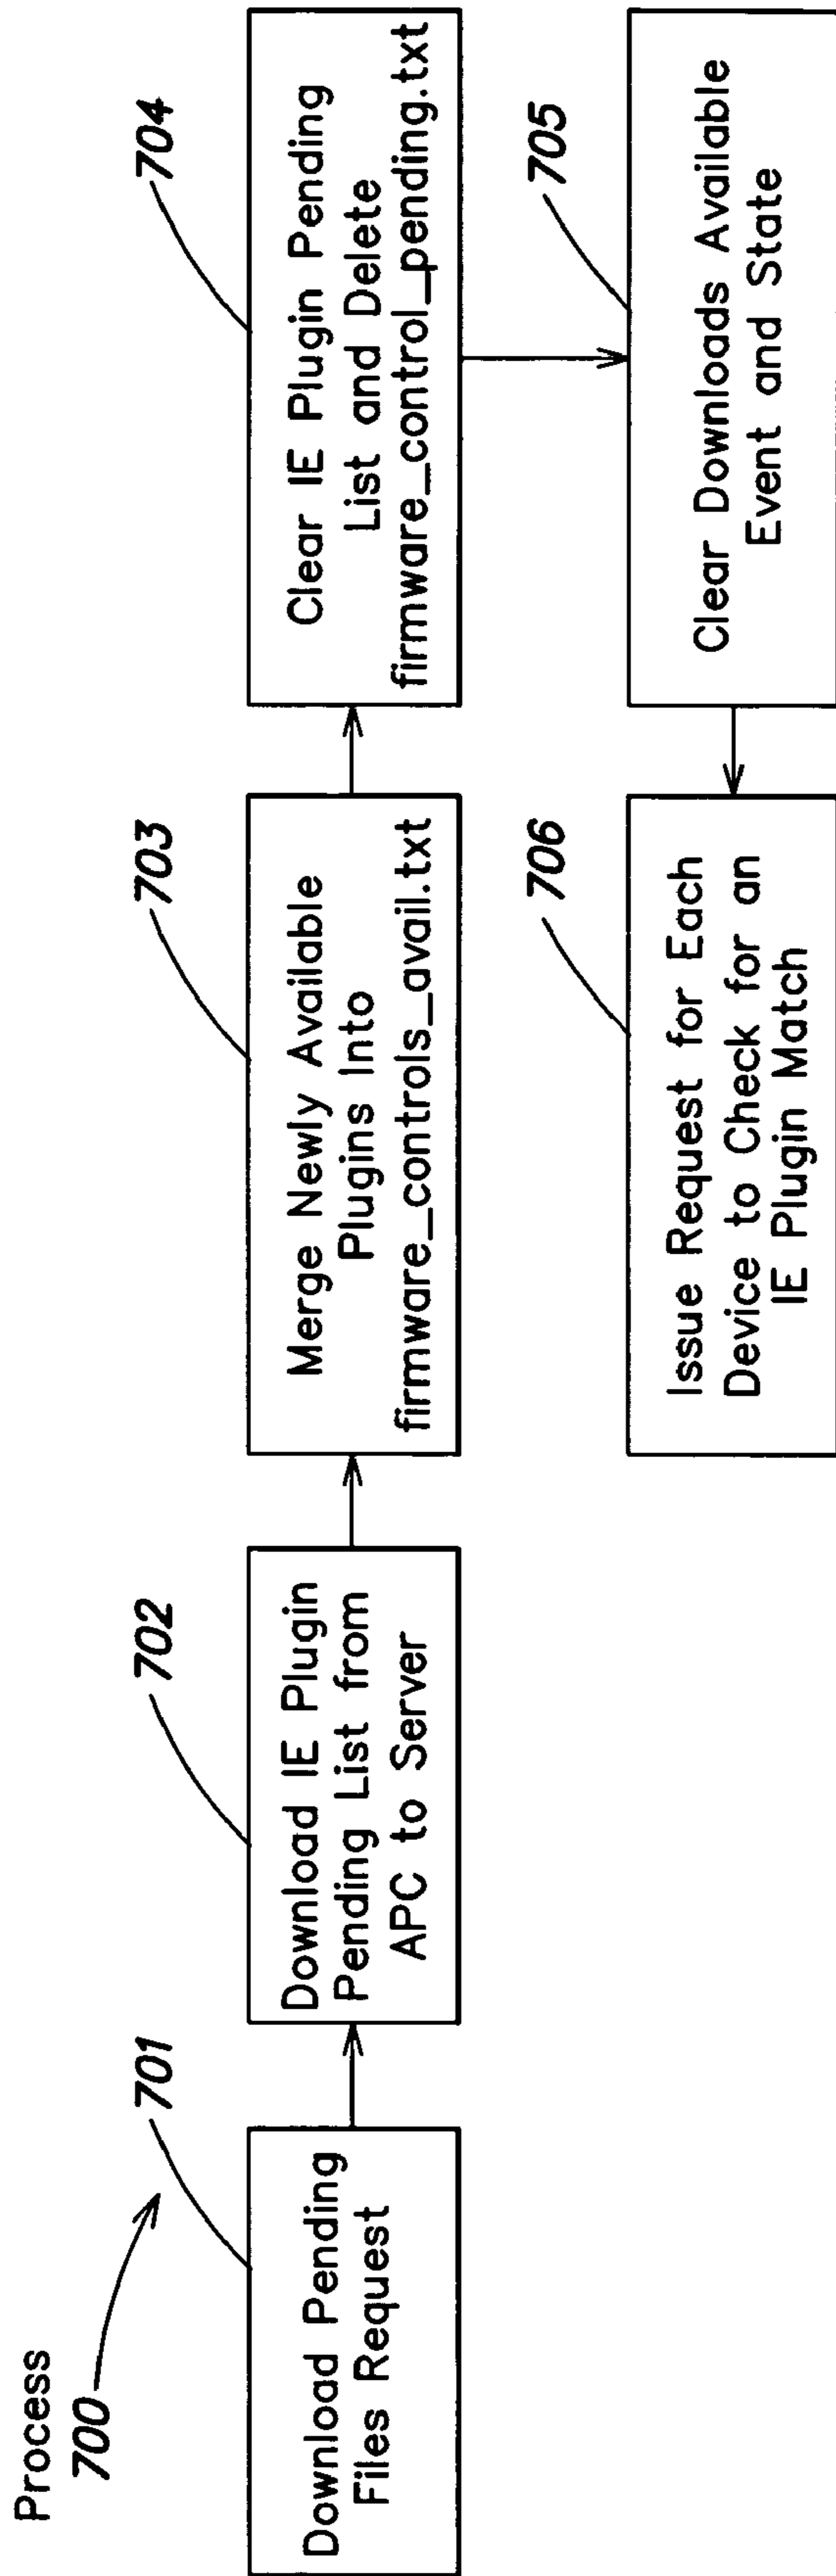 Process
700
701
Download Pending
Files Request
702
Download IE Plugin
Pending List from
APC to Server
703
Merge Newly Available
Plugins Into
firmware_controls_avail.txt
704
Clear IE Plugin Pending
List and Delete
firmware_control_pending.txt
705
Clear Downloads Available
Event and State
706
Issue Request for Each
Device to Check for an
IE Plugin Match